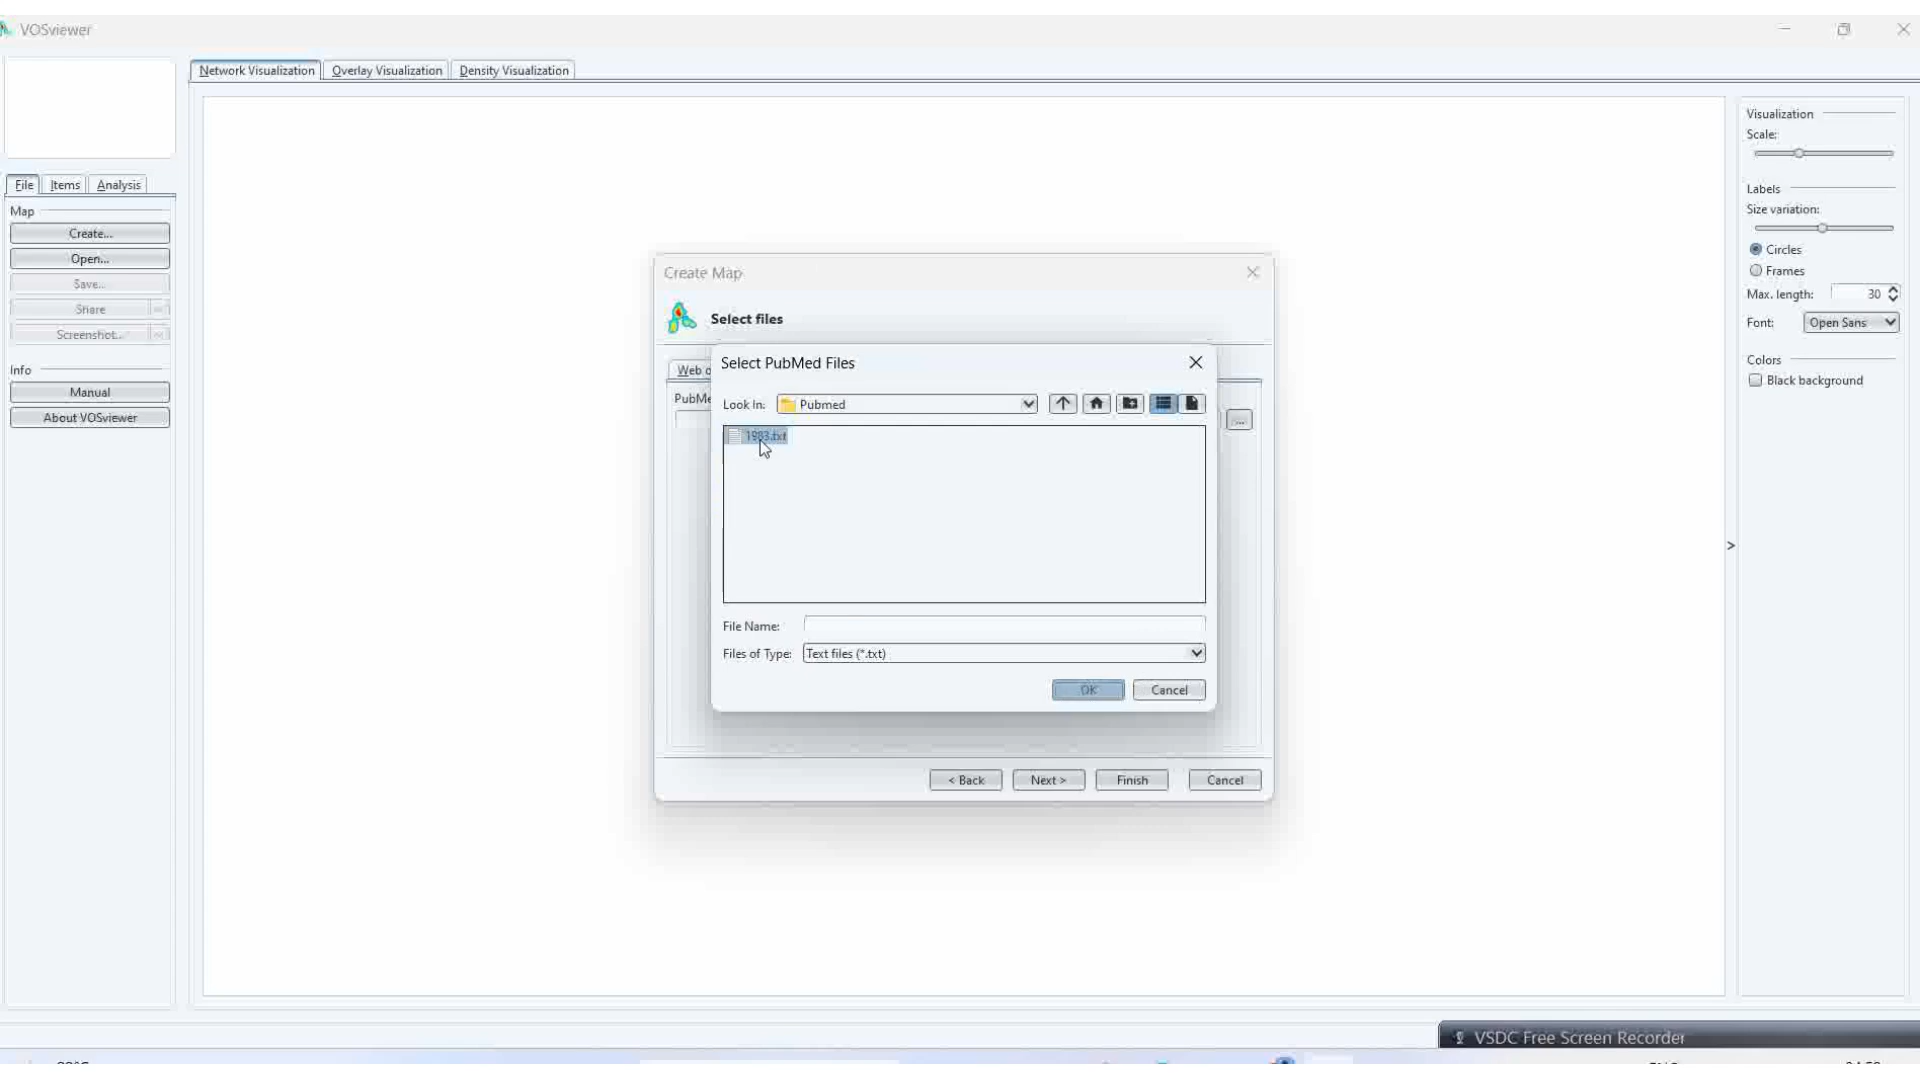 VOSviewer
Network Visualization Overlay Visualization Density Visualization
File Items Analysis
Map
Create...
Open...
Save...
Share
Screenshot...
Info
Manual
About VOSviewer
Create Map
Select files
Select PubMed Files
Look In: Pubmed
1983.txt
File Name:
Files of Type: Text files (*.txt)
OK Cancel
...
< Back Next > Finish Cancel
>
Visualization
Scale:
Labels
Size variation:
Circles
Frames
Max. length: 30
Font: Open Sans
Colors
Black background
VSDC Free Screen Recorder